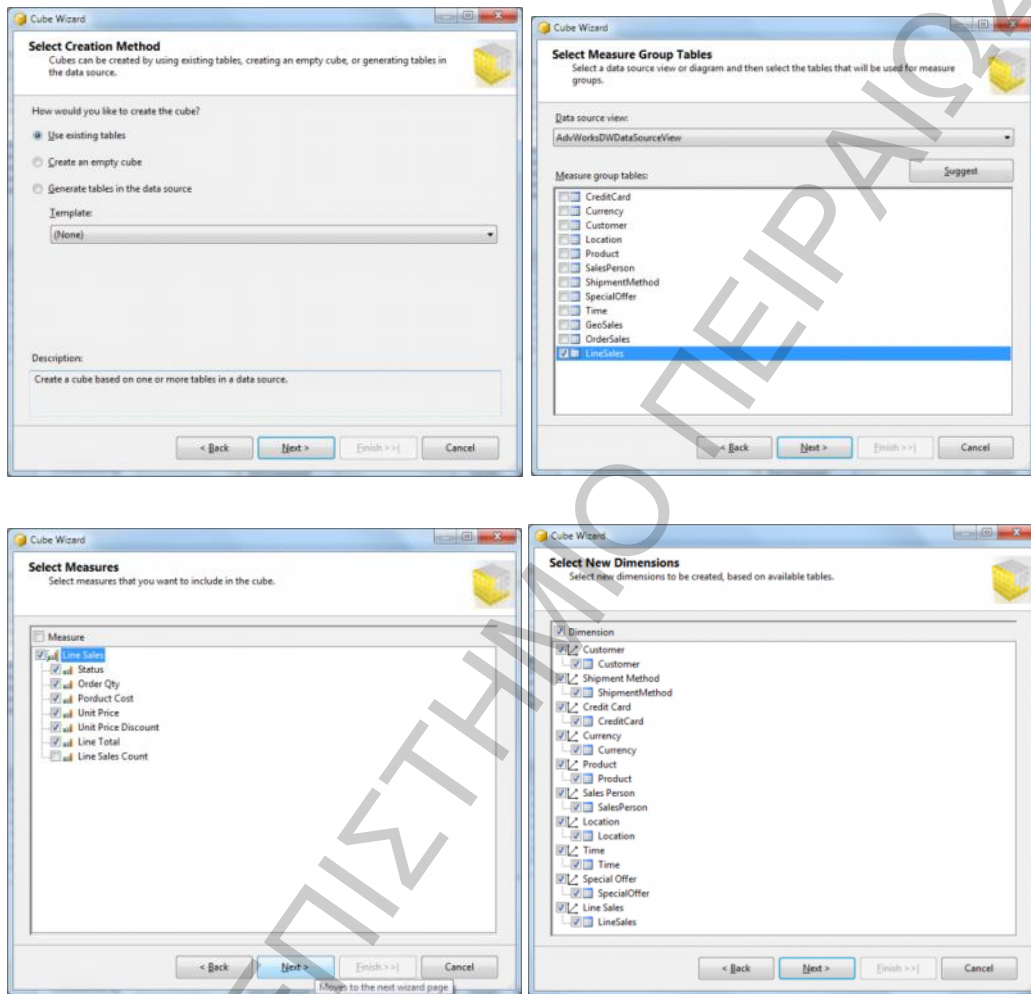 Cube Wizard
Select Creation Method
Cubes can be created by using existing tables, creating an empty cube, or generating tables in
the data source.
How would you like to create the cube?
Use existing tables
Create an empty cube
Generate tables in the data source
Template:
(None)
Description:
Create a cube based on one or more tables in a data source.
< Back
Next >
Finish >>|
Cancel
Cube Wizard
Select Measure Group Tables
Select a data source view or diagram and then select the tables that will be used for measure
groups.
Data source view:
AdvWorksDWDataSourceView
Measure group tables:
Suggest
CreditCard
Currency
Customer
Location
Product
SalesPerson
ShipmentMethod
SpecialOffer
Time
GeoSales
OrderSales
LineSales
< Back
Next >
Finish >>|
Cancel
Cube Wizard
Select Measures
Select measures that you want to include in the cube.
Measure
Line Sales
Status
Order Qty
Porduct Cost
Unit Price
Unit Price Discount
Line Total
Line Sales Count
< Back
Next >
Finish >>|
Cancel
Moves to the next wizard page
Cube Wizard
Select New Dimensions
Select new dimensions to be created, based on available tables.
Dimension
Customer
Customer
Shipment Method
ShipmentMethod
Credit Card
CreditCard
Currency
Currency
Product
Product
Sales Person
SalesPerson
Location
Location
Time
Time
Special Offer
SpecialOffer
Line Sales
LineSales
< Back
Next >
Finish >>|
Cancel